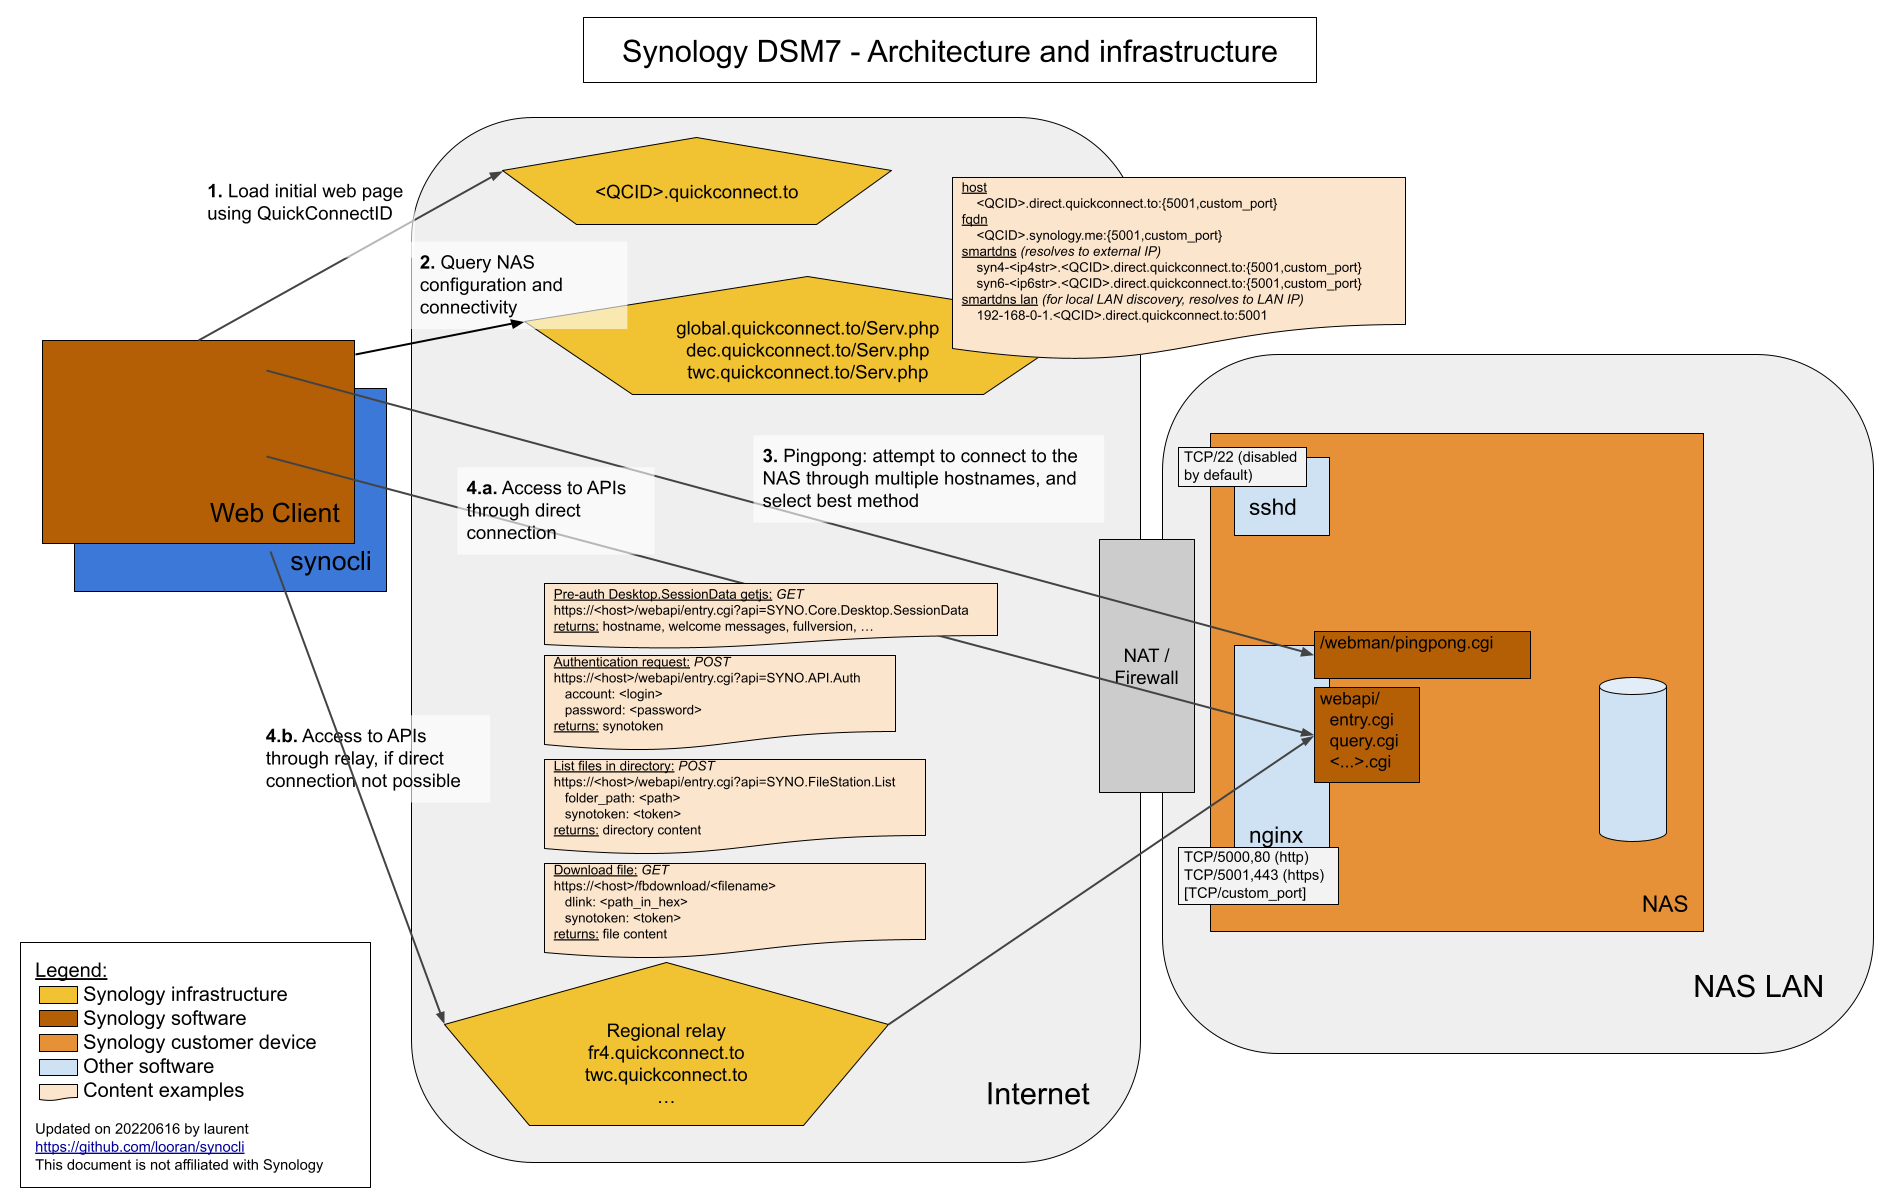 Synology DSM7 - Architecture and infrastructure
1. Load initial web page
using QuickConnectID
<QCID>.quickconnect.to
2. Query NAS
configuration and
connectivity
global.quickconnect.to/Serv.php
dec.quickconnect.to/Serv.php
twc.quickconnect.to/Serv.php
host
<QCID>.direct.quickconnect.to:{5001,custom_port}
fqdn
<QCID>.synology.me:{5001,custom_port}
smartdns (resolves to external IP)
syn4-<ip4str>.<QCID>.direct.quickconnect.to:{5001,custom_port}
syn6-<ip6str>.<QCID>.direct.quickconnect.to:{5001,custom_port}
smartdns lan (for local LAN discovery, resolves to LAN IP)
192-168-0-1.<QCID>.direct.quickconnect.to:5001
Web Client
synocli
3. Pingpong: attempt to connect to the
NAS through multiple hostnames, and
select best method
4.a. Access to APIs
through direct
connection
4.b. Access to APIs
through relay, if direct
connection not possible
Pre-auth Desktop.SessionData getjs: GET
https://<host>/webapi/entry.cgi?api=SYNO.Core.Desktop.SessionData
returns: hostname, welcome messages, fullversion, …
Authentication request: POST
https://<host>/webapi/entry.cgi?api=SYNO.API.Auth
account: <login>
password: <password>
returns: synotoken
List files in directory: POST
https://<host>/webapi/entry.cgi?api=SYNO.FileStation.List
folder_path: <path>
synotoken: <token>
returns: directory content
Download file: GET
https://<host>/fbdownload/<filename>
dlink: <path_in_hex>
synotoken: <token>
returns: file content
Regional relay
fr4.quickconnect.to
twc.quickconnect.to
…
Internet
NAT /
Firewall
TCP/22 (disabled
by default)
sshd
/webman/pingpong.cgi
webapi/
entry.cgi
query.cgi
<...>.cgi
nginx
TCP/5000,80 (http)
TCP/5001,443 (https)
[TCP/custom_port]
NAS
NAS LAN
Legend:
Synology infrastructure
Synology software
Synology customer device
Other software
Content examples
Updated on 20220616 by laurent
https://github.com/looran/synocli
This document is not affiliated with Synology